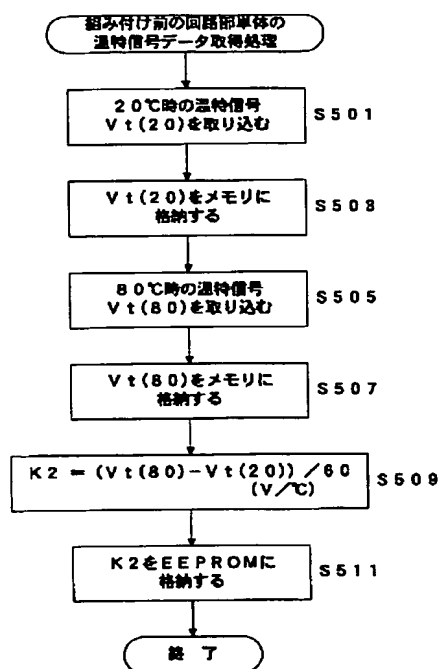 組み付け前の回路部単体の
温特信号データ取得処理
20℃時の温特信号
Vt(20)を取り込む
S501
Vt(20)をメモリに
格納する
S503
80℃時の温特信号
Vt(80)を取り込む
S505
Vt(80)をメモリに
格納する
S507
K2=(Vt(80)-Vt(20))/60
(V/℃)
S509
K2をEEPROMに
格納する
S511
終了